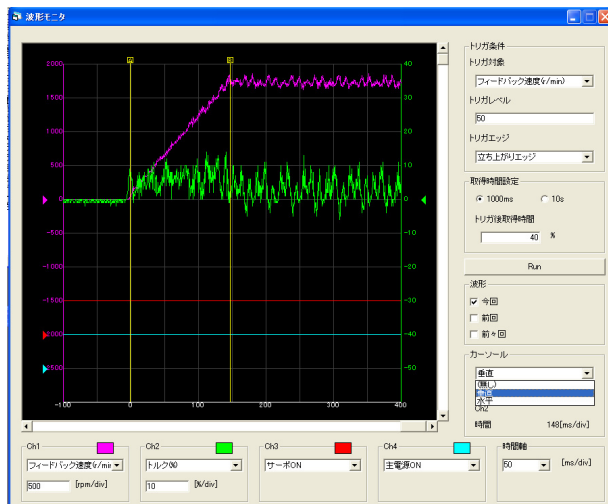 波形モニタ
A
B
2000
1500
1000
500
0
-500
-1000
-1500
-2000
-2500
40
30
20
10
0
-10
-20
-30
-40
-50
-100
0
100
200
300
400
トリガ条件
トリガ対象
フィードバック速度(r/min)
トリガレベル
50
トリガエッジ
立ち上がりエッジ
取得時間設定
1000ms
10s
トリガ後取得時間
40 %
Run
波形
今回
前回
前々回
カーソール
垂直
(無し)
垂直
水平
Ch2
時間 148[ms/div]
Ch1
フィードバック速度(r/min
500 [rpm/div]
Ch2
トルク(%)
10 [%/div]
Ch3
サーボON
Ch4
主電源ON
時間軸
50 [ms/div]